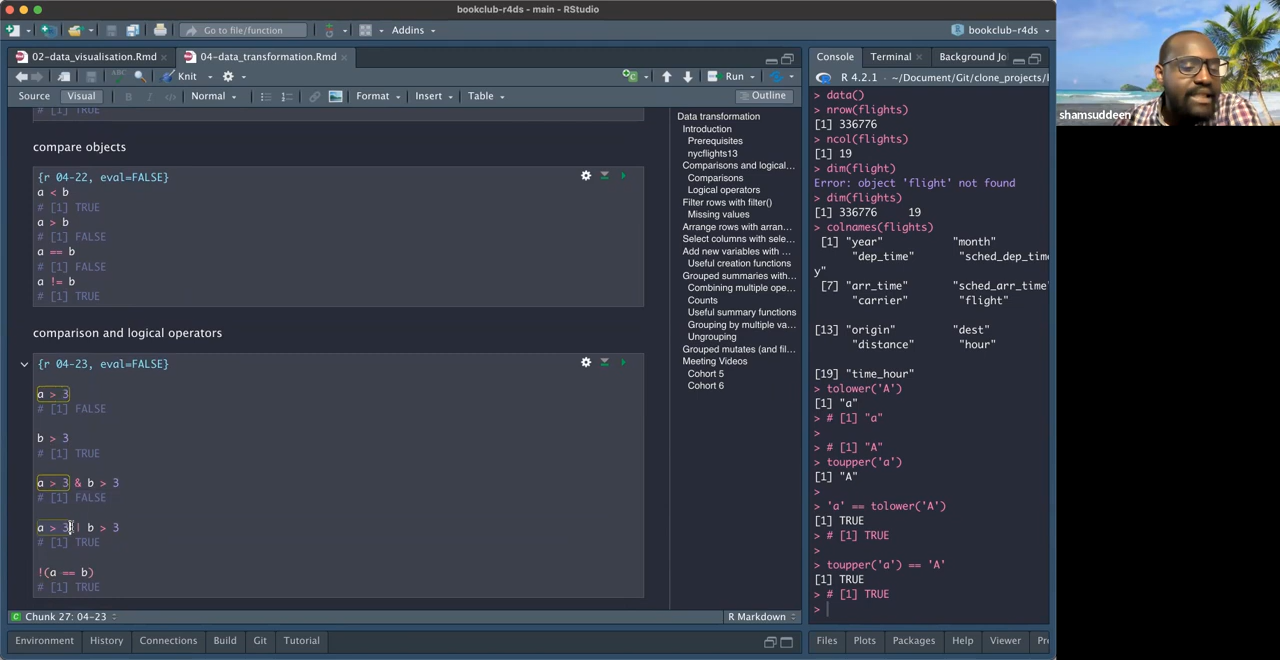 bookclub-r4ds - main - RStudio
Go to file/function
Addins
bookclub-r4ds
02-data_visualisation.Rmd
04-data_transformation.Rmd
Knit
Run
Source
Visual
Normal
Format
Insert
Table
Outline
# [1] TRUE
compare objects
{r 04-22, eval=FALSE}
a < b
# [1] TRUE
a > b
# [1] FALSE
a == b
# [1] FALSE
a != b
# [1] TRUE
comparison and logical operators
{r 04-23, eval=FALSE}
a > 3
# [1] FALSE
b > 3
# [1] TRUE
a > 3 & b > 3
# [1] FALSE
a > 3 | b > 3
# [1] TRUE
!(a == b)
# [1] TRUE
Chunk 27: 04-23
R Markdown
Data transformation
Introduction
Prerequisites
nycflights13
Comparisons and logical...
Comparisons
Logical operators
Filter rows with filter()
Missing values
Arrange rows with arran...
Select columns with sele...
Add new variables with ...
Useful creation functions
Grouped summaries with...
Combining multiple ope...
Counts
Useful summary functions
Grouping by multiple va...
Ungrouping
Grouped mutates (and fil...
Meeting Videos
Cohort 5
Cohort 6
Environment
History
Connections
Build
Git
Tutorial
Console
Terminal
Background Jo
R 4.2.1 · ~/Document/Git/clone_projects/
> data()
> nrow(flights)
[1] 336776
> ncol(flights)
[1] 19
> dim(flight)
Error: object 'flight' not found
> dim(flights)
[1] 336776 19
> colnames(flights)
[1] "year" "month"
"dep_time" "sched_dep_time
y"
[7] "arr_time" "sched_arr_time"
"carrier" "flight"
[13] "origin" "dest"
"distance" "hour"
[19] "time_hour"
> tolower('A')
[1] "a"
> # [1] "a"
>
> # [1] "A"
> toupper('a')
[1] "A"
>
> 'a' == tolower('A')
[1] TRUE
> # [1] TRUE
>
> toupper('a') == 'A'
[1] TRUE
> # [1] TRUE
>
Files
Plots
Packages
Help
Viewer
Pr
shamsuddeen